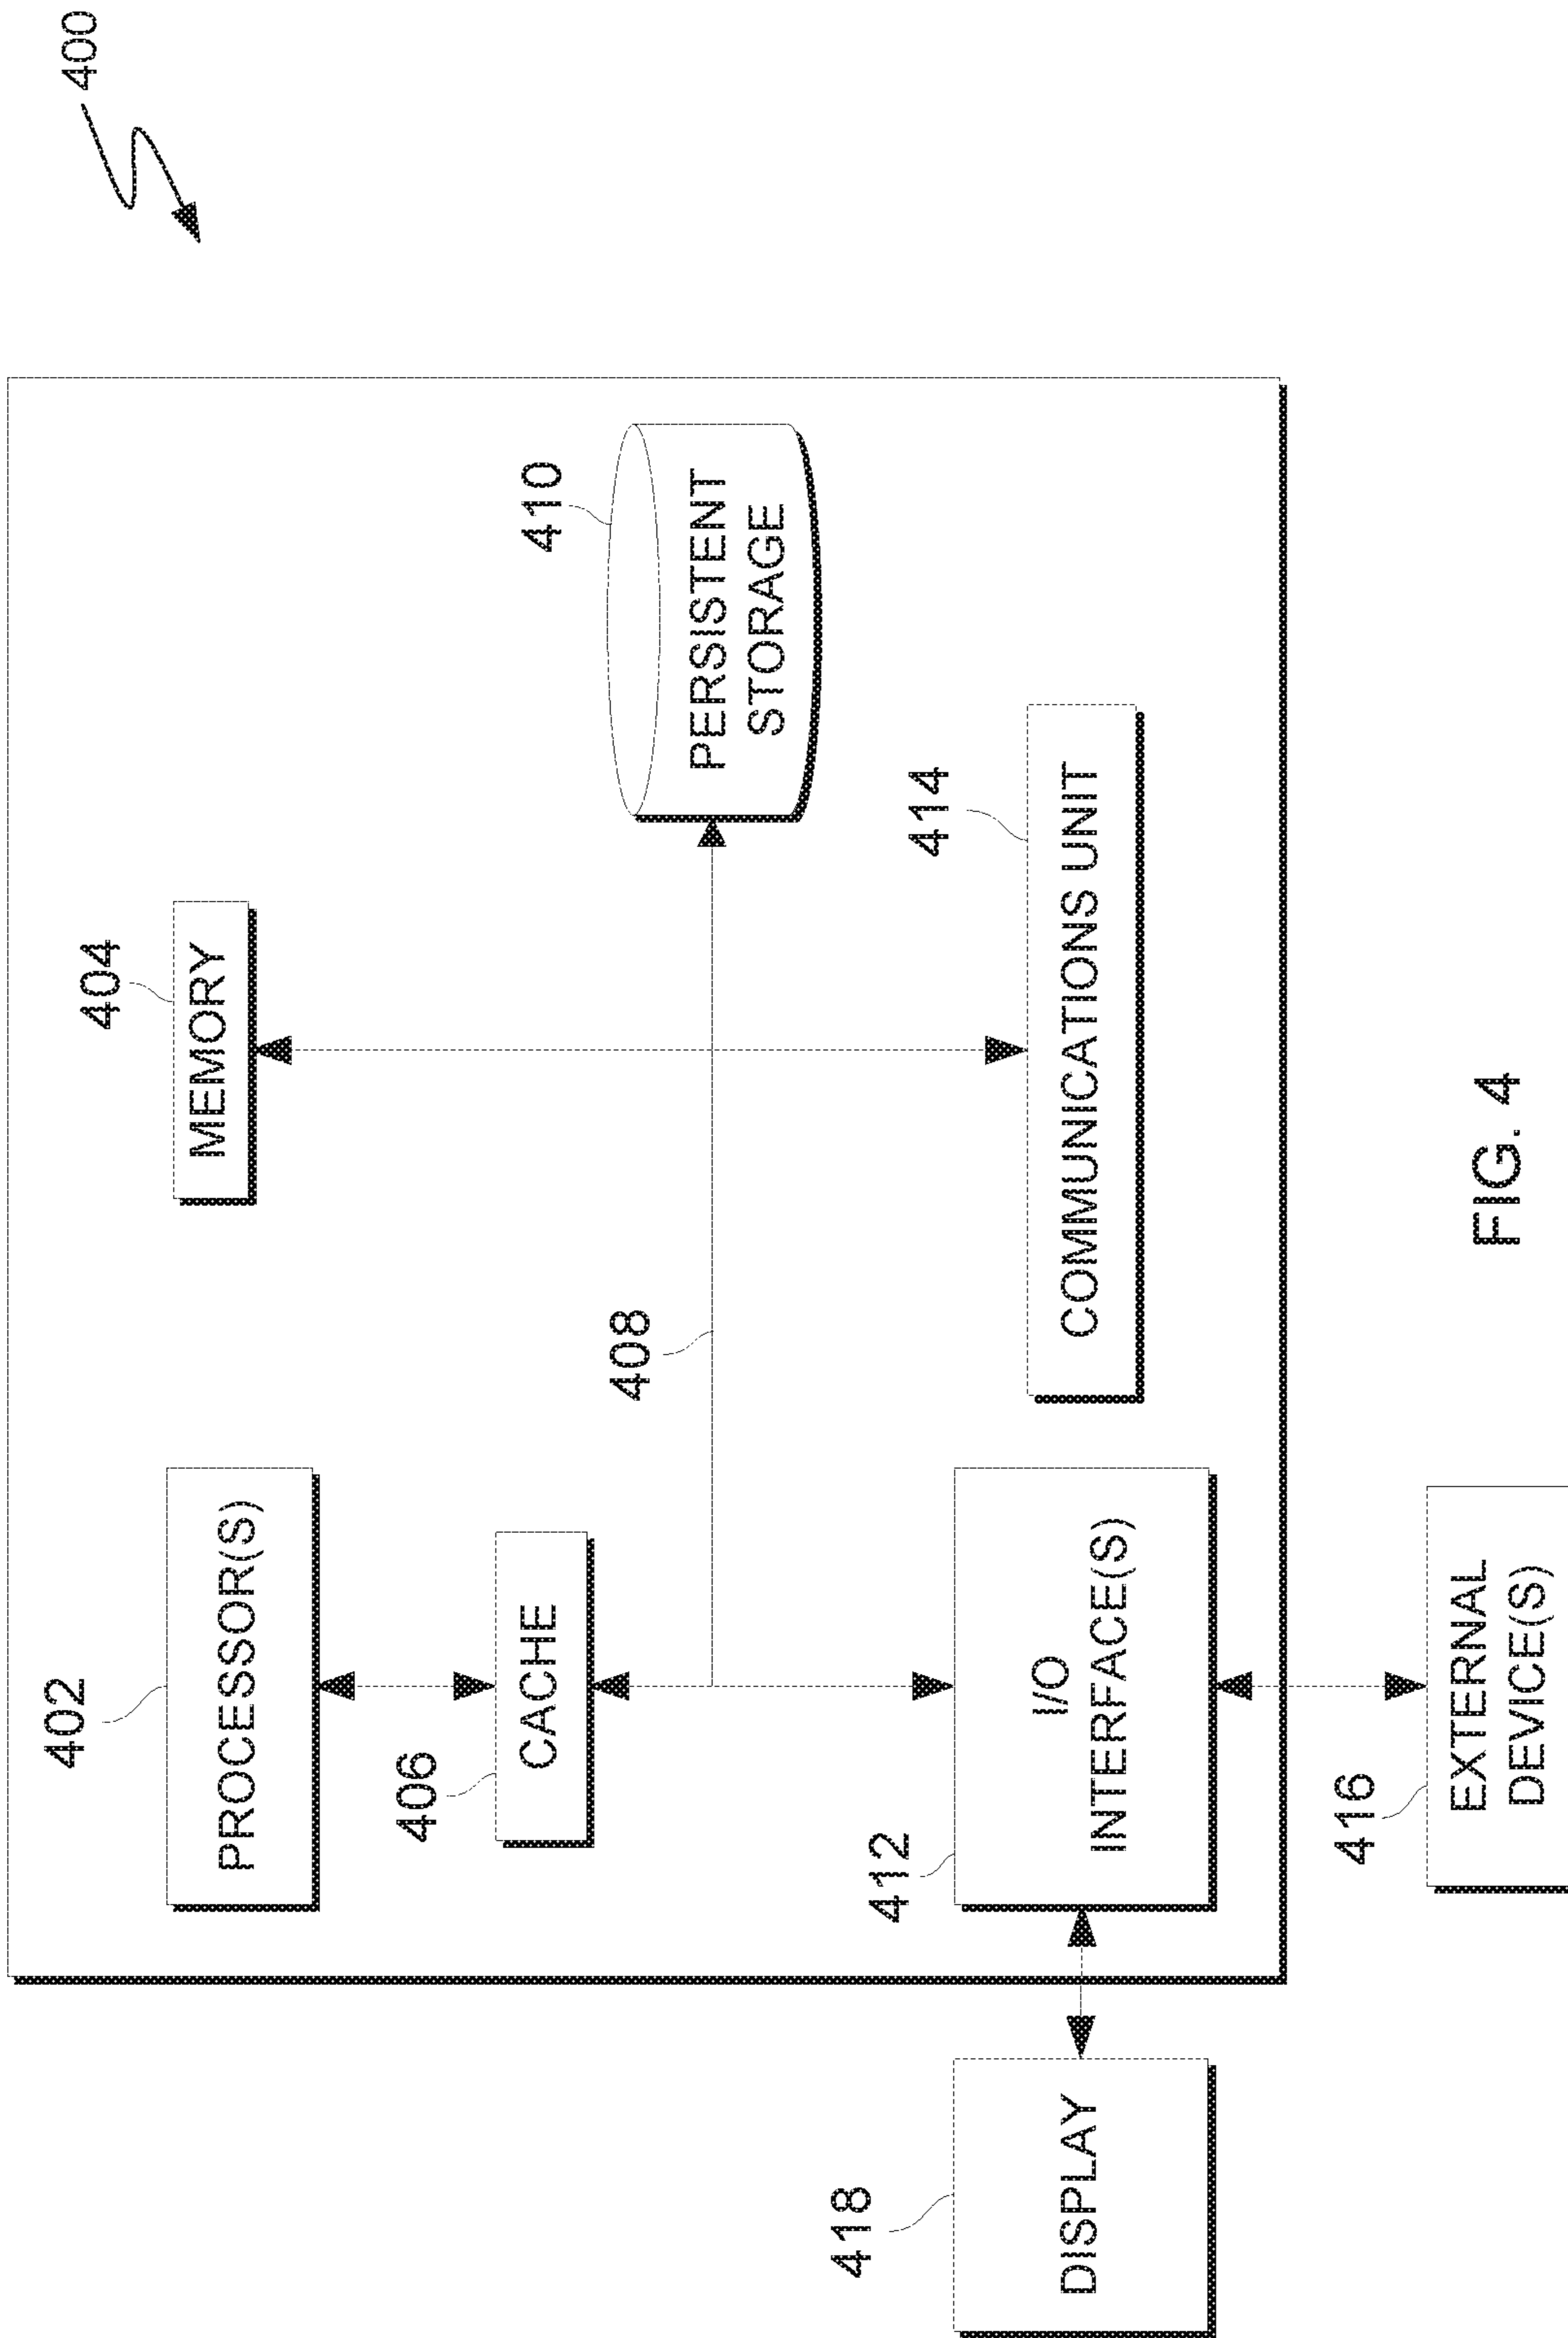 400
402
PROCESSOR(S)
404
MEMORY
406
CACHE
408
410
PERSISTENT
STORAGE
418
DISPLAY
412
I/O
INTERFACE(S)
414
COMMUNICATIONS UNIT
416
EXTERNAL
DEVICE(S)
FIG. 4